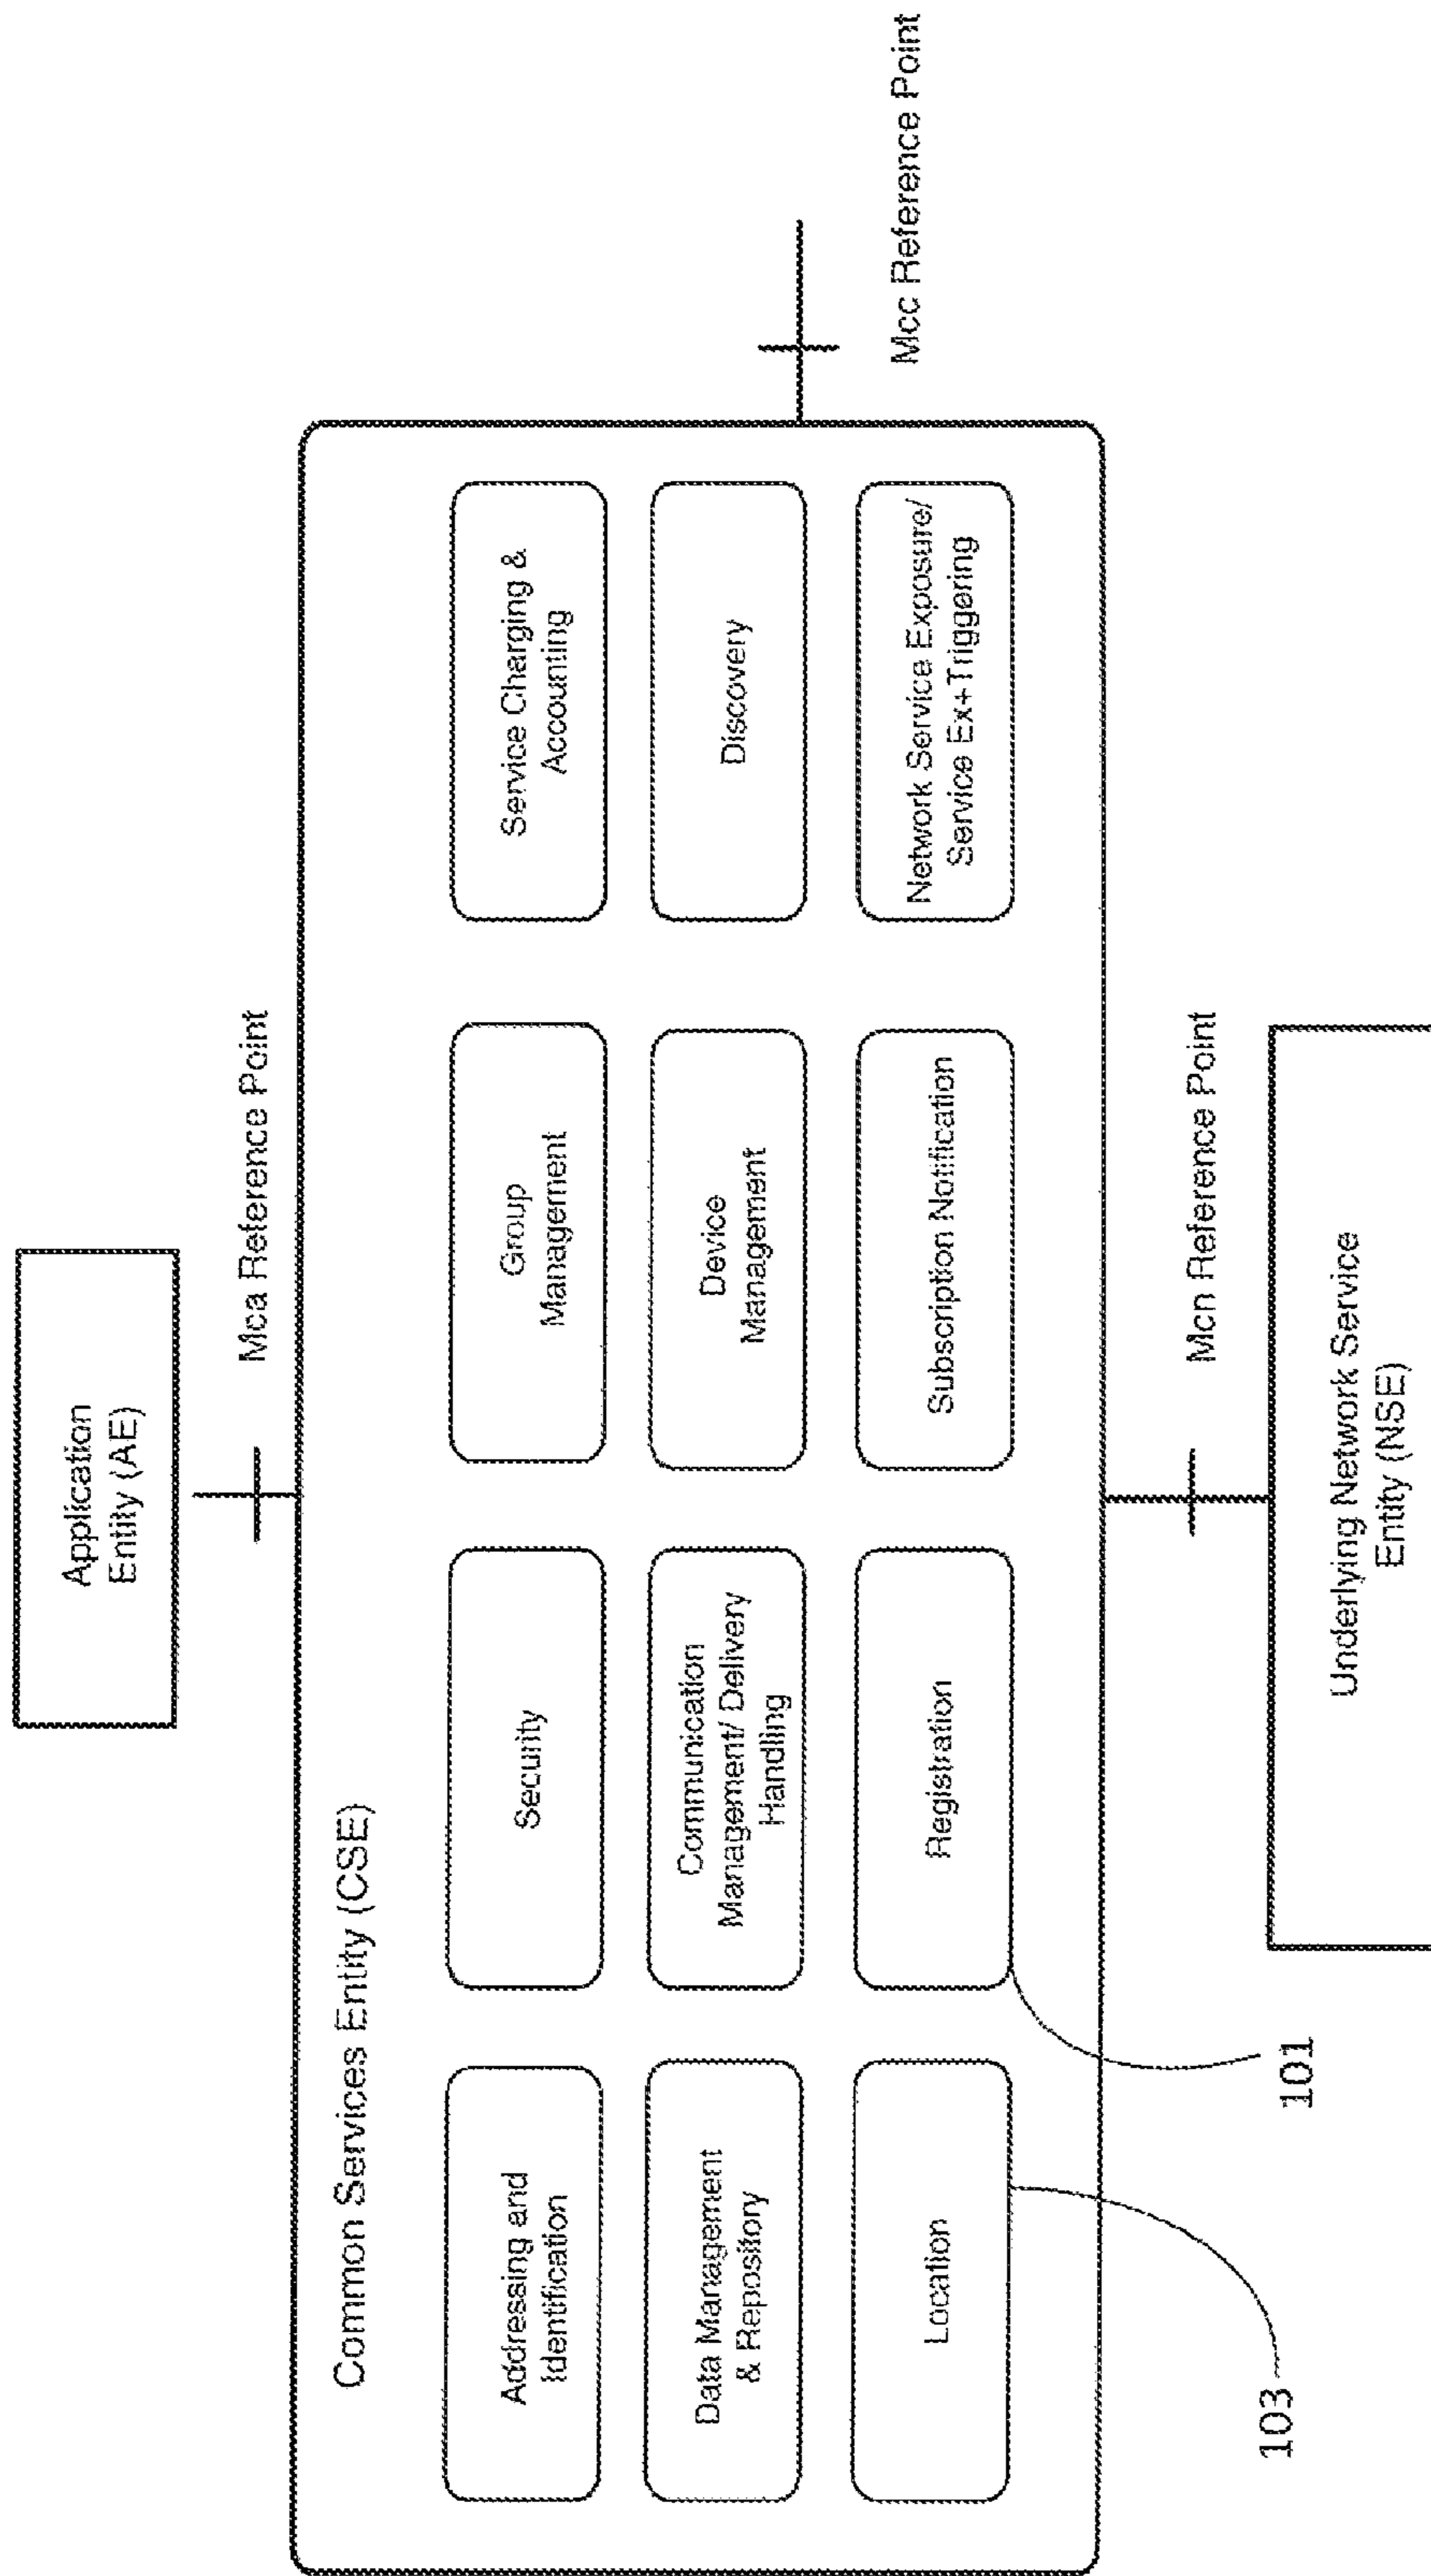 Application
Entity (AE)
Mca Reference Point
Common Services Entity (CSE)
Addressing and
Identification
Security
Group
Management
Service Charging &
Accounting
Data Management
& Repository
Communication
Management/ Delivery
Handling
Device
Management
Discovery
Location
Registration
Subscription Notification
Network Service Exposure/
Service Ex+Triggering
Mcc Reference Point
103
101
Mcn Reference Point
Underlying Network Service
Entity (NSE)